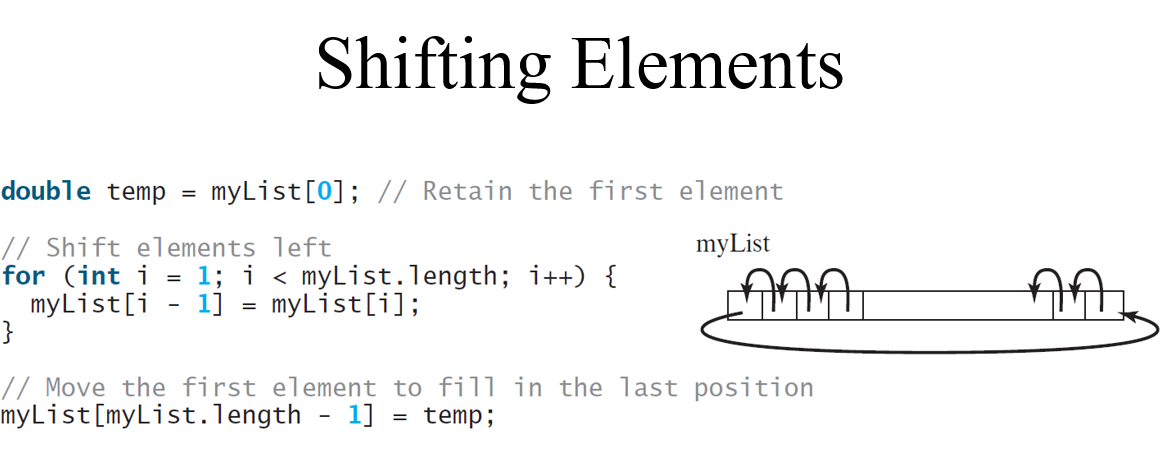 Shifting Elements
double temp = myList[0]; // Retain the first element
// Shift elements left
for (int i = 1; i < myList.length; i++) {
  myList[i - 1] = myList[i];
}
myList
// Move the first element to fill in the last position
myList[myList.length - 1] = temp;